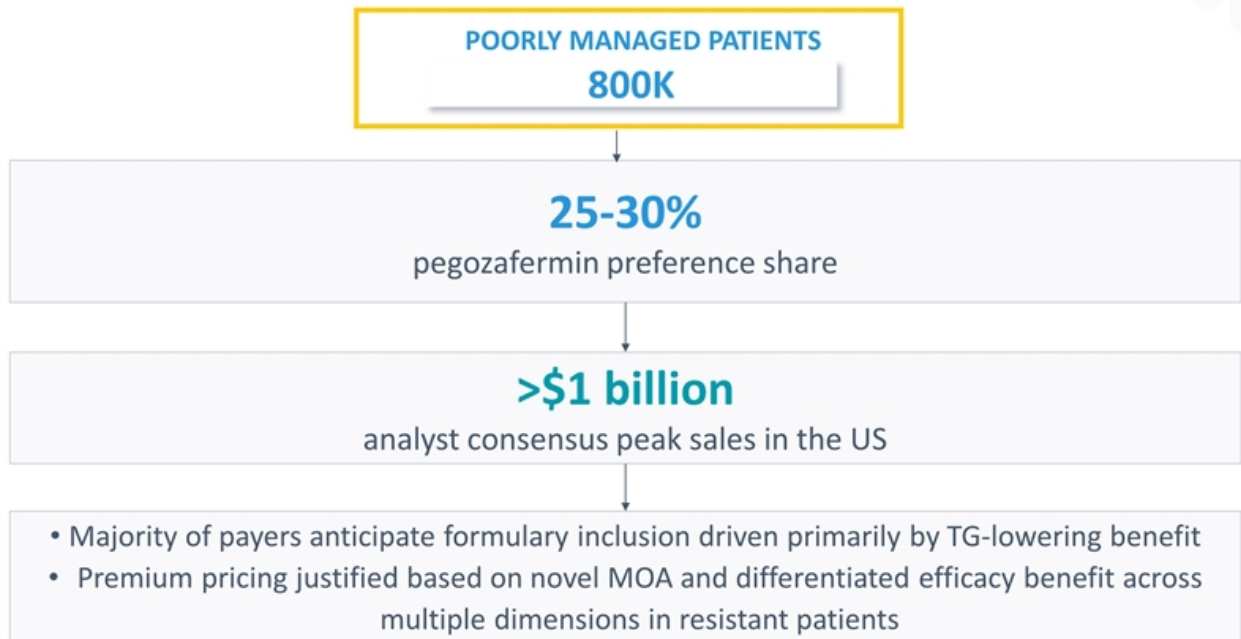 POORLY MANAGED PATIENTS
800K
25-30%
pegozafermin preference share
>$1 billion
analyst consensus peak sales in the US
• Majority of payers anticipate formulary inclusion driven primarily by TG-lowering benefit
• Premium pricing justified based on novel MOA and differentiated efficacy benefit across
multiple dimensions in resistant patients